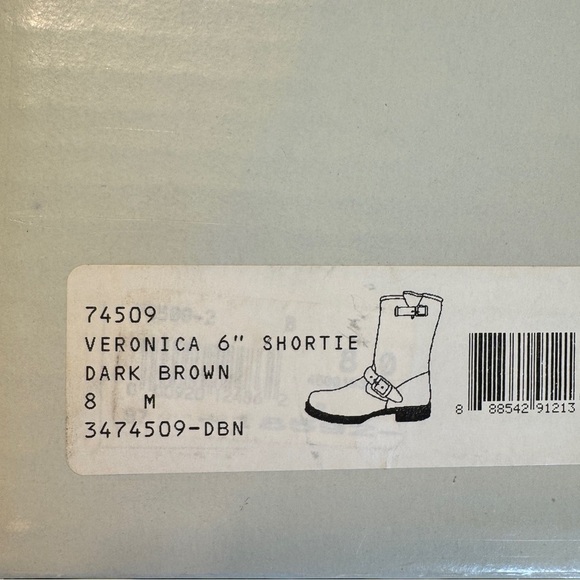 74509
VERONICA 6" SHORTIE
DARK BROWN
8 M
3474509-DBN
8 88542 91213